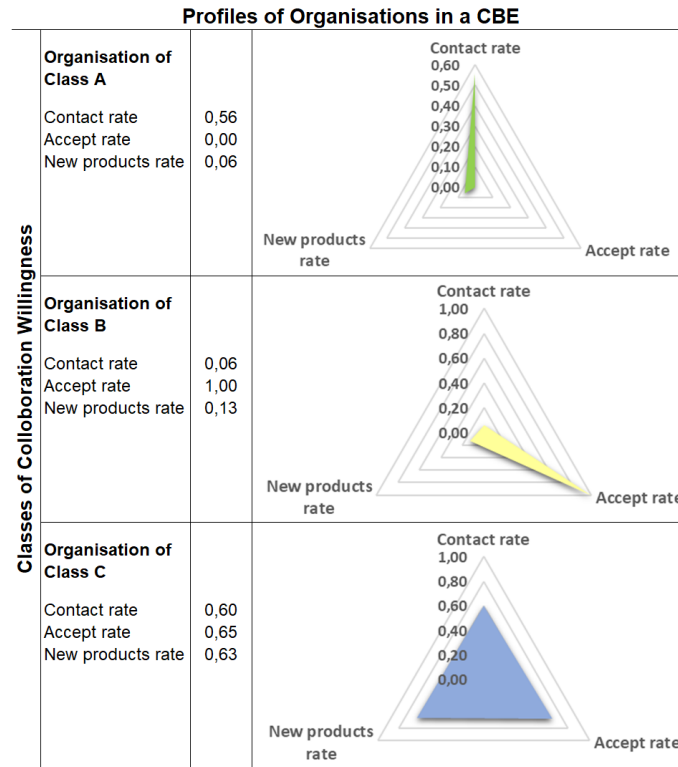 Profiles of Organisations in a CBE
Classes of Colloboration Willingness
Organisation of
Class A
Contact rate 0,56
Accept rate 0,00
New products rate 0,06
Contact rate
0,60
0,50
0,40
0,30
0,20
0,10
0,00
New products
rate
Accept rate
Organisation of
Class B
Contact rate 0,06
Accept rate 1,00
New products rate 0,13
Contact rate
1,00
0,80
0,60
0,40
0,20
0,00
New products
rate
Accept rate
Organisation of
Class C
Contact rate 0,60
Accept rate 0,65
New products rate 0,63
Contact rate
1,00
0,80
0,60
0,40
0,20
0,00
New products
rate
Accept rate